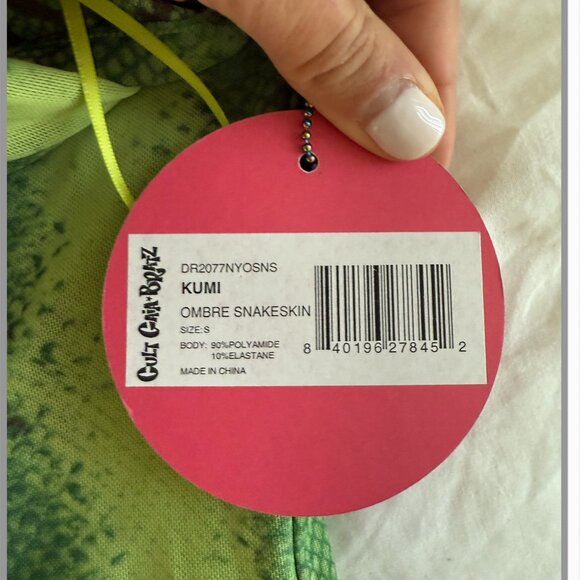 CULT GAIA★BRATZ
DR2077NYOSNS
KUMI
OMBRE SNAKESKIN
SIZE: S
BODY: 90%POLYAMIDE
10%ELASTANE
MADE IN CHINA
8 40196 27845 2